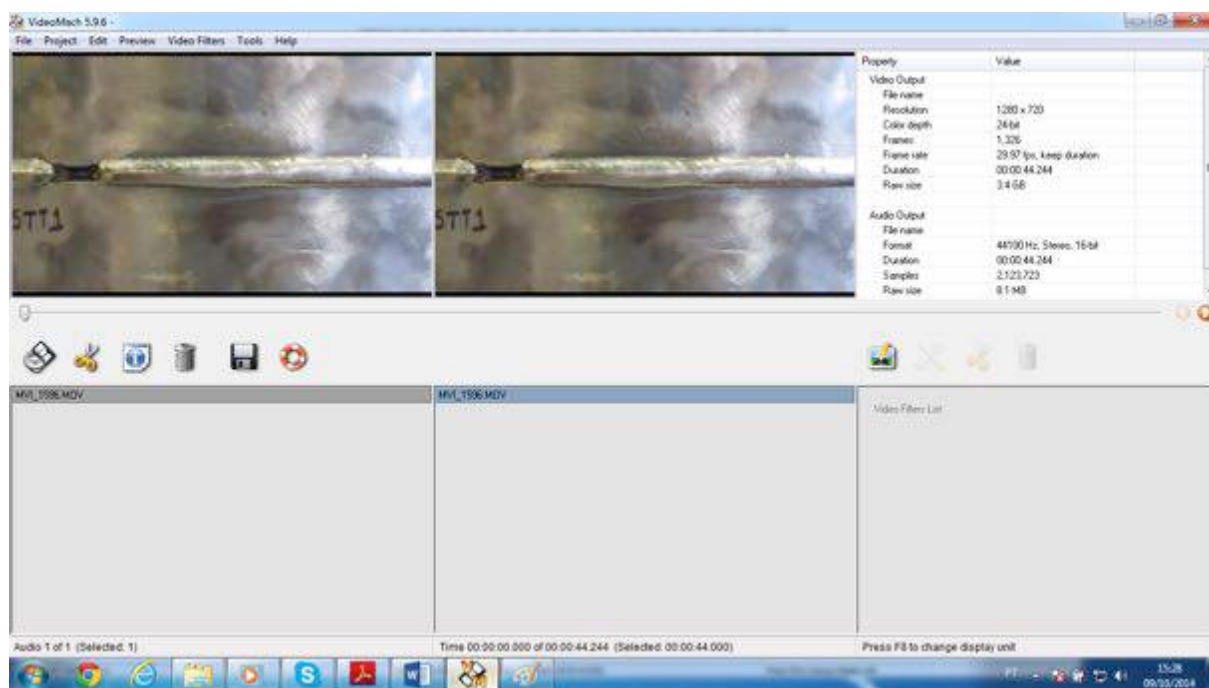 VideoMach 5.9.6 -
File Project Edit Preview Video Filters Tools Help
STT1
STT1
Property Value
Video Output
File name
Resolution 1280 x 720
Color depth 24-bit
Frames 1,326
Frame rate 29.97 fps, keep duration
Duration 00:00:44.244
Raw size 3.4 GB
Audio Output
File name
Format 44100 Hz, Stereo, 16-bit
Duration 00:00:44.244
Samples 2,123,723
Raw size 8.1 MB
MVI_1596.MOV
MVI_1596.MOV
Video Filters List
Audio 1 of 1 (Selected: 1)
Time 00:00:00.000 of 00:00:44.244 (Selected: 00:00:44.000)
Press F8 to change display unit
PT
15:28
09/10/2014